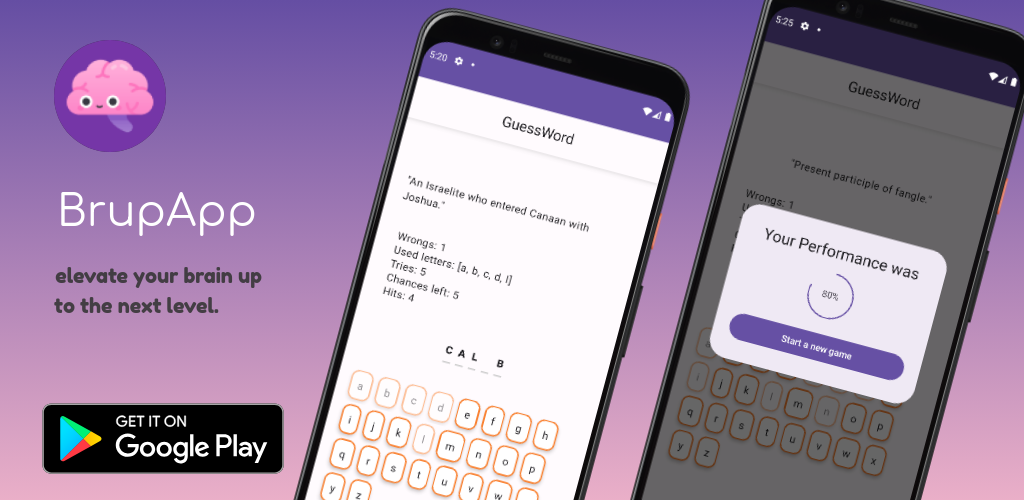 BrupApp
elevate your brain up
to the next level.
GET IT ON
Google Play
5:20
GuessWord
"An Israelite who entered Canaan with
Joshua."
Wrongs: 1
Used letters: [a, b, c, d, l]
Tries: 5
Chances left: 5
Hits: 4
C A L _ B
a b c d e f g h
i j k l m n o p
q r s t u v w x
y z
5:25
GuessWord
"Present participle of fangle."
Wrongs: 1
Your Performance was
80%
Start a new game
i j k l m n o p
q r s t u v w x
y z